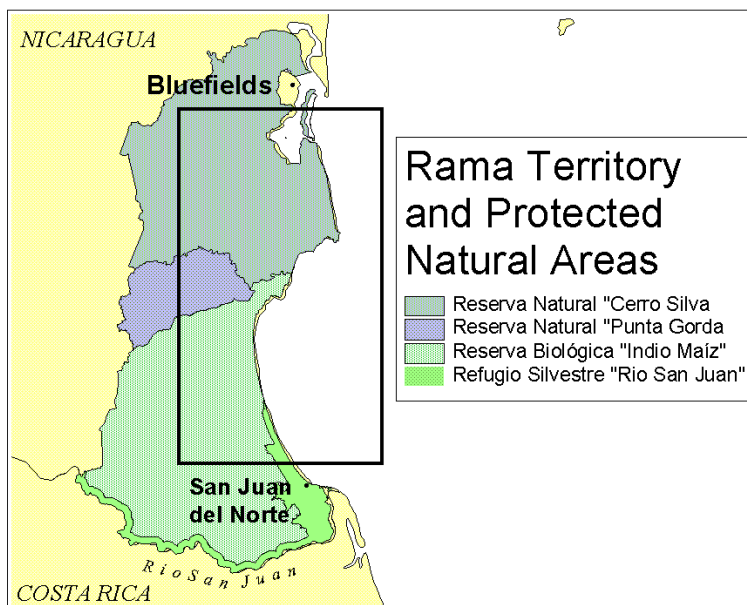 NICARAGUA
Bluefields
Rama Territory
and Protected
Natural Areas
Reserva Natural "Cerro Silva
Reserva Natural "Punta Gorda
Reserva Biológica "Indio Maíz"
Refugio Silvestre "Rio San Juan"
San Juan
del Norte
Rio San Juan
COSTA RICA